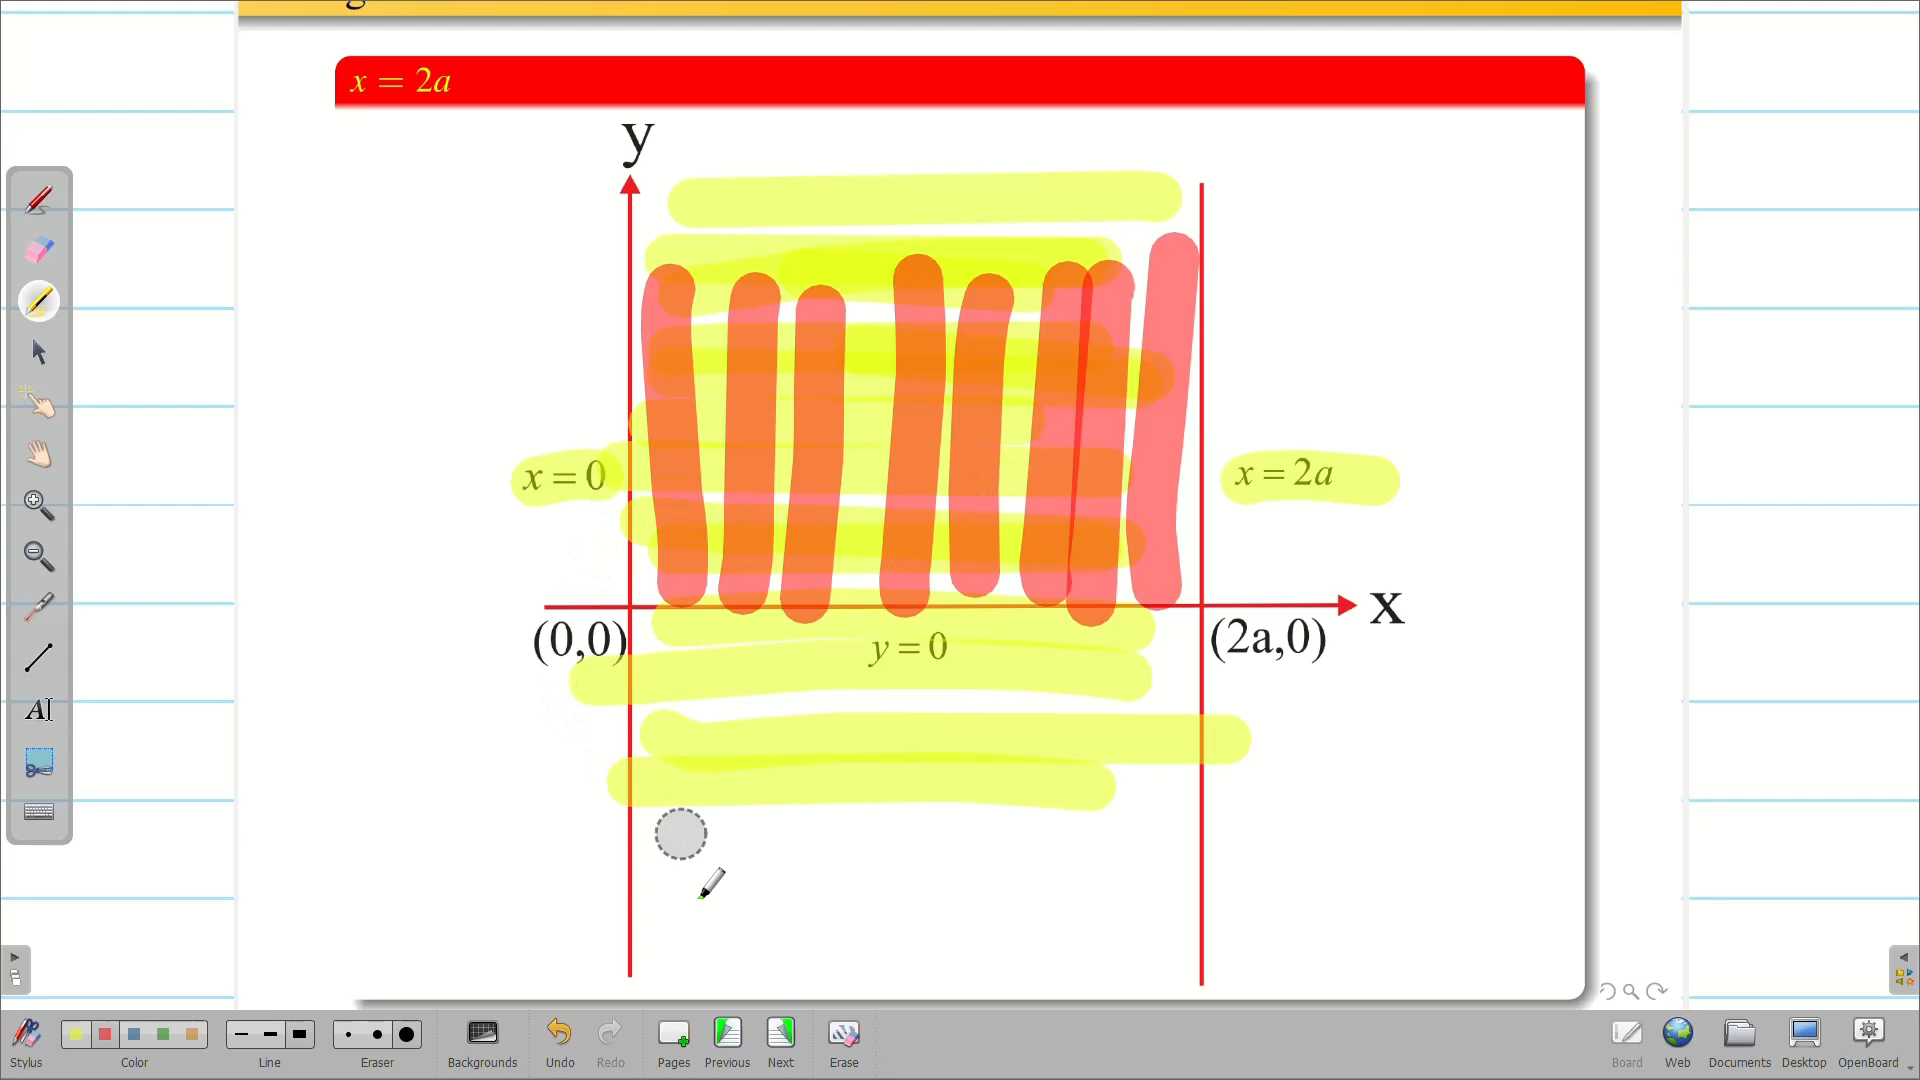 x = 2a
y
x = 0
x = 2a
(0,0)
y = 0
(2a,0)
x
A
Stylus
Color
Line
Eraser
Backgrounds
Undo
Redo
Pages
Previous
Next
Erase
Board
Web
Documents
Desktop
OpenBoard